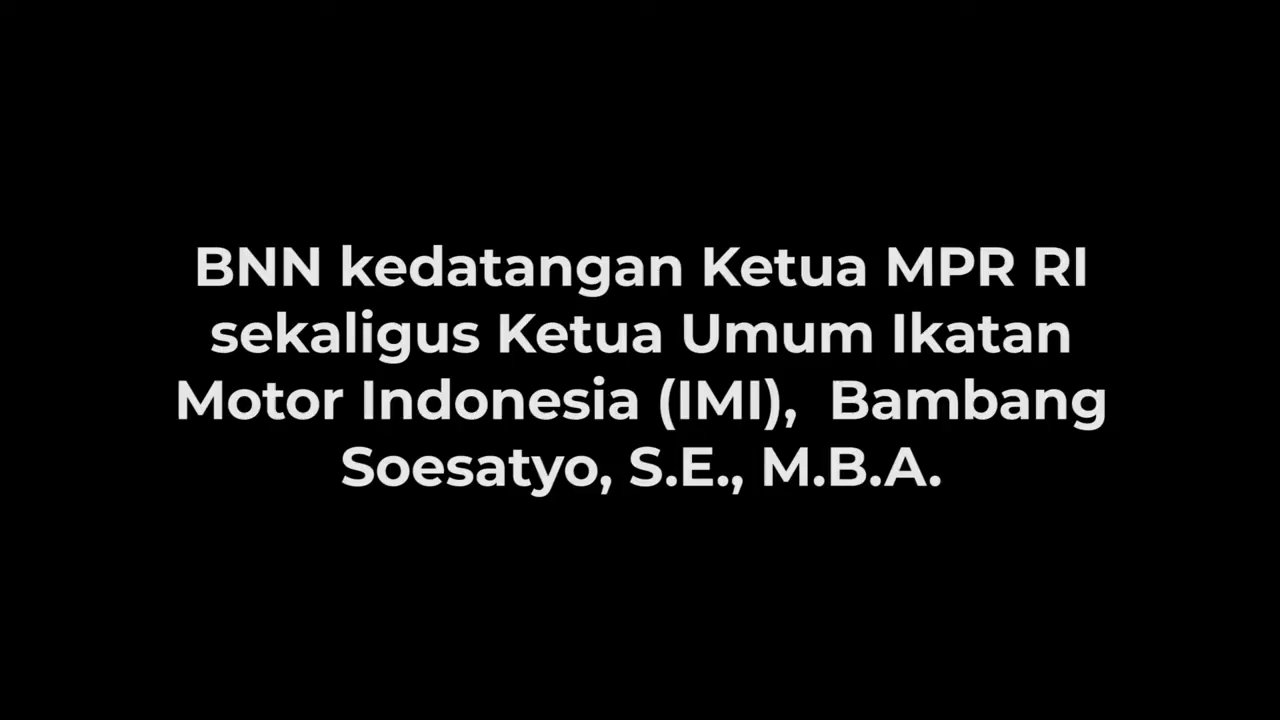 BNN kedatangan Ketua MPR RI
sekaligus Ketua Umum Ikatan
Motor Indonesia (IMI),  Bambang
Soesatyo, S.E., M.B.A.